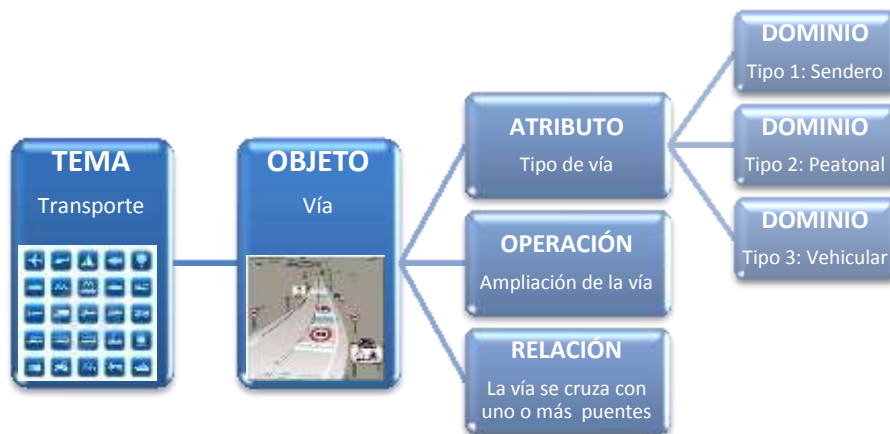 TEMA
Transporte
OBJETO
Vía
ATRIBUTO
Tipo de vía
OPERACIÓN
Ampliación de la vía
RELACIÓN
La vía se cruza con
uno o más puentes
DOMINIO
Tipo 1: Sendero
DOMINIO
Tipo 2: Peatonal
DOMINIO
Tipo 3: Vehicular